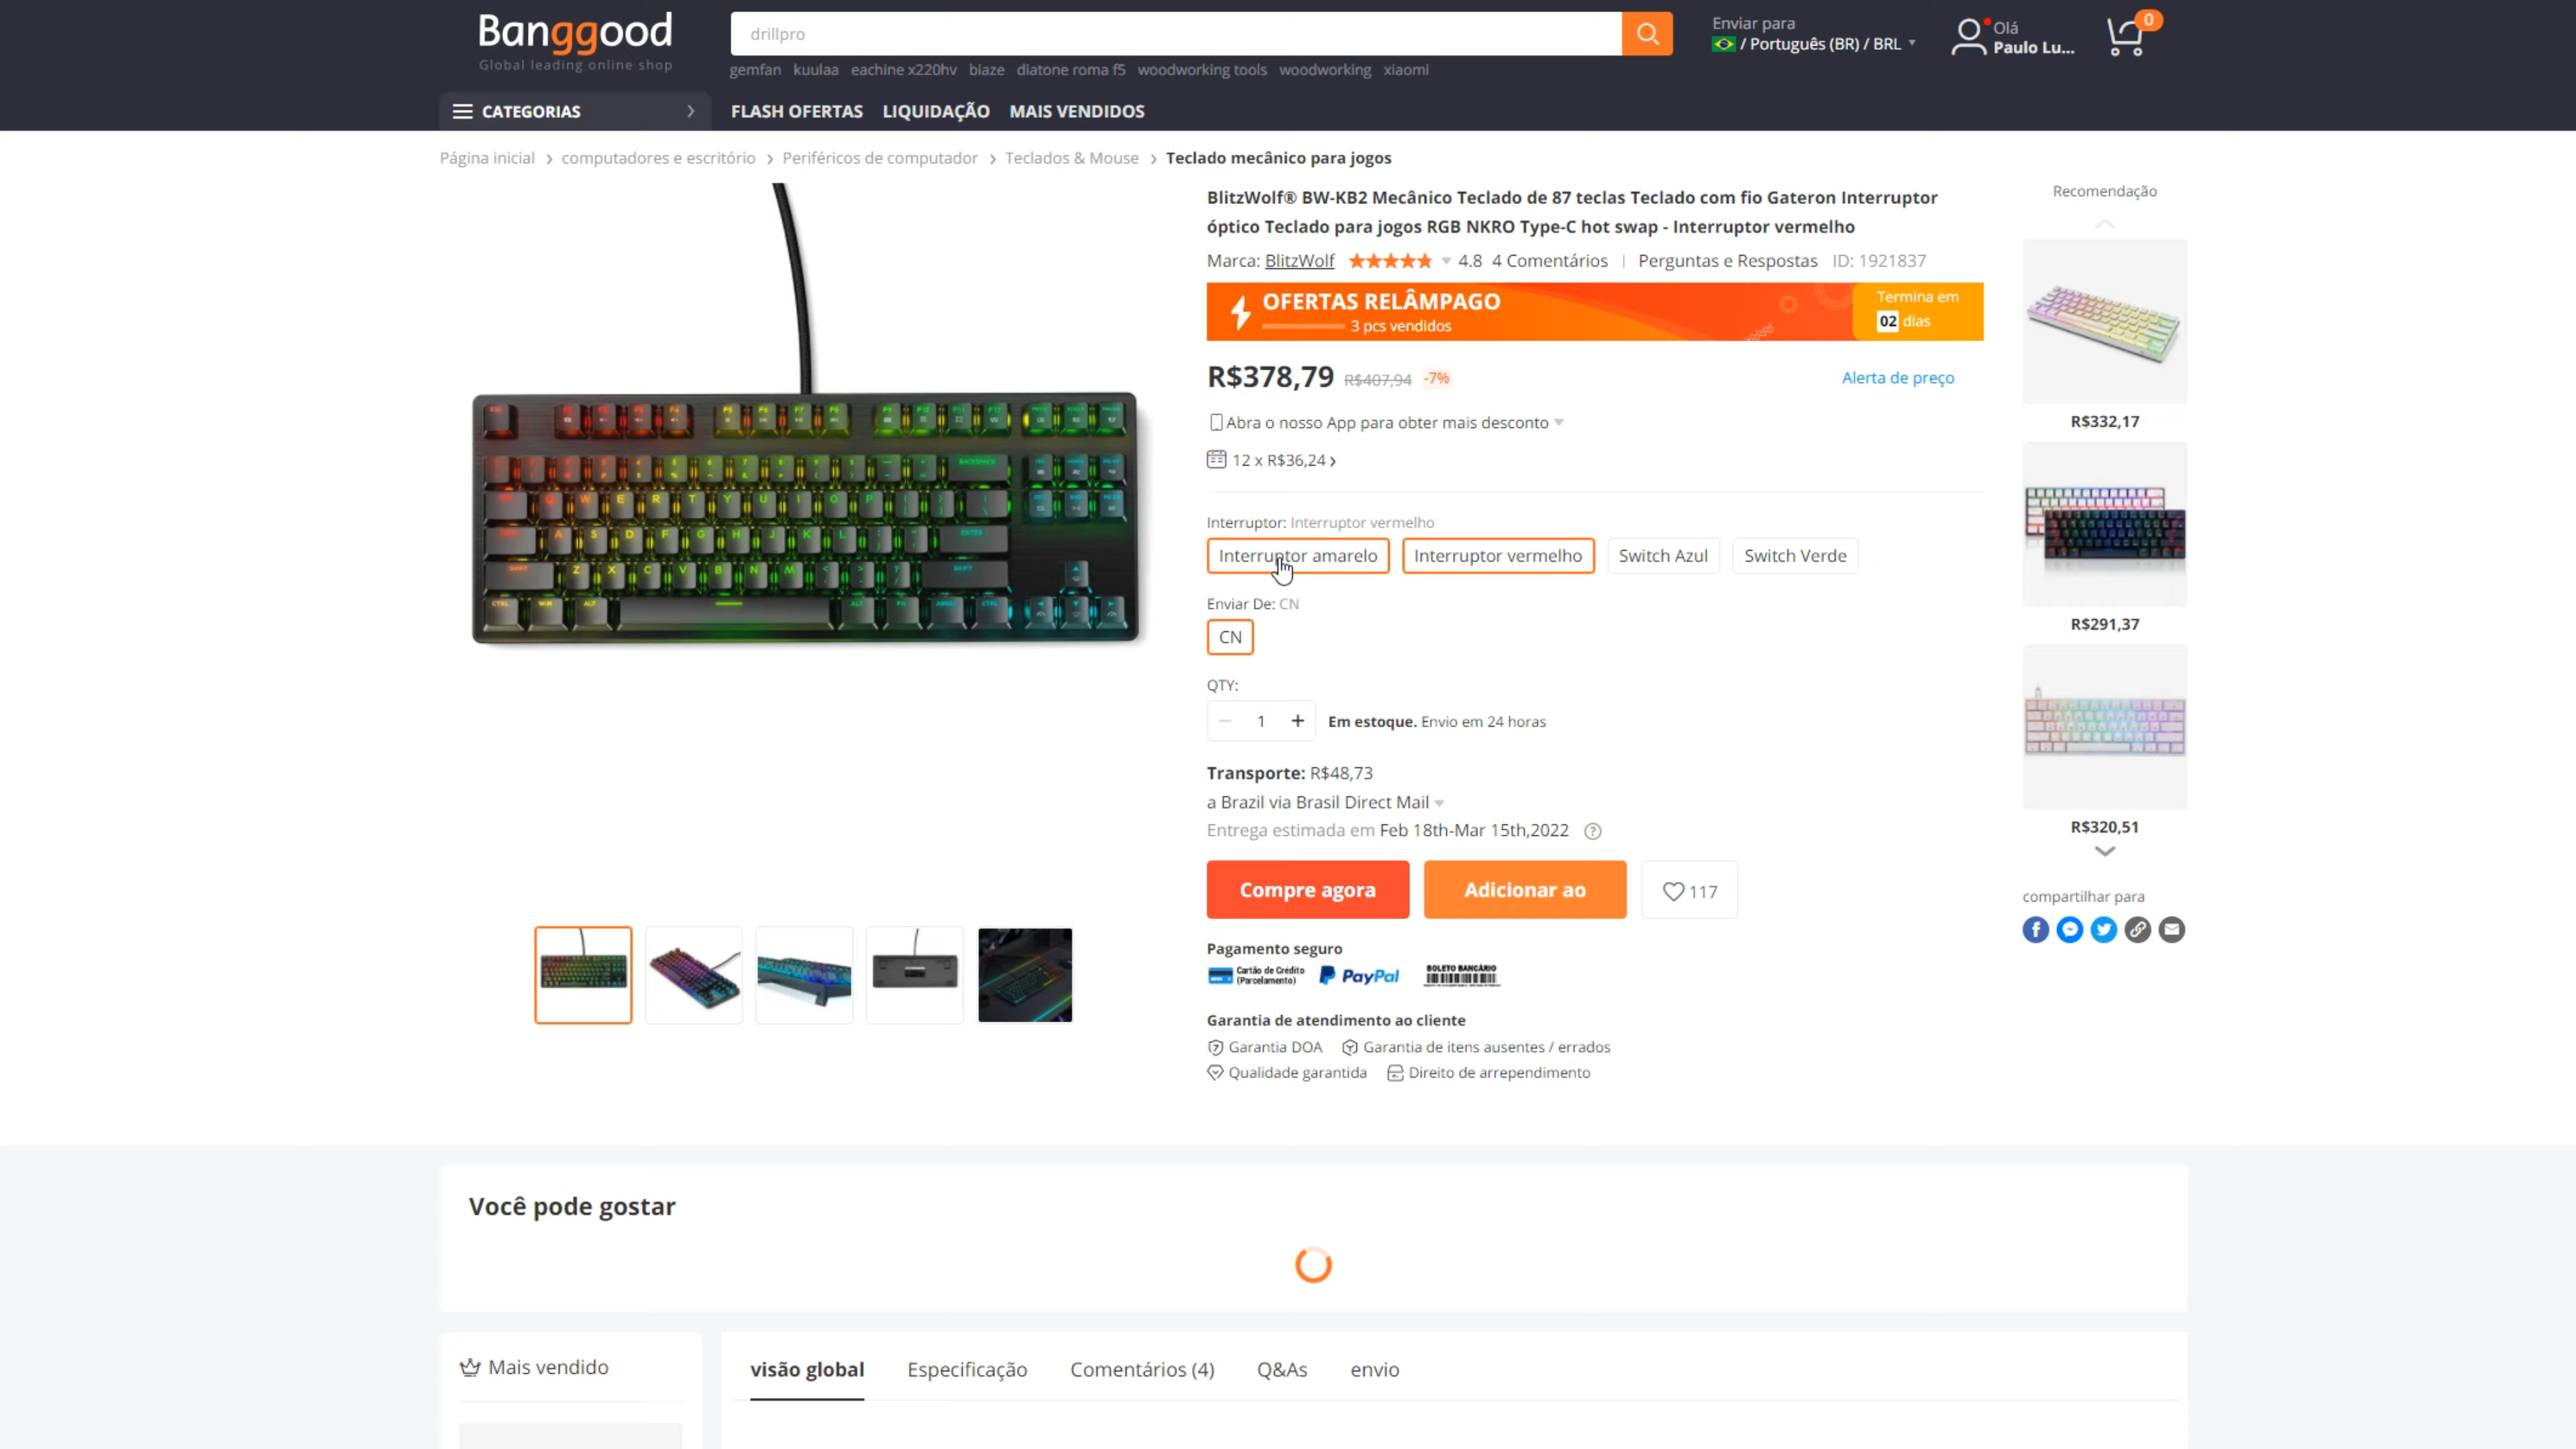 Banggood
Global leading online shop
drillpro
Enviar para
/ Português (BR) / BRL
Olá
Paulo Lu...
0
gemfan kuulaa eachine x220hv blaze diatone roma f5 woodworking tools woodworking xiaomi
CATEGORIAS
FLASH OFERTAS LIQUIDAÇÃO MAIS VENDIDOS
Página inicial > computadores e escritório > Periféricos de computador > Teclados & Mouse > Teclado mecânico para jogos
BlitzWolf® BW-KB2 Mecânico Teclado de 87 teclas Teclado com fio Gateron Interruptor
óptico Teclado para jogos RGB NKRO Type-C hot swap - Interruptor vermelho
Marca: BlitzWolf 4.8 4 Comentários | Perguntas e Respostas ID: 1921837
OFERTAS RELÂMPAGO
3 pcs vendidos
Termina em
02 dias
R$378,79 R$407,94 -7%
Alerta de preço
Abra o nosso App para obter mais desconto
12 x R$36,24 >
Interruptor: Interruptor vermelho
Interruptor amarelo
Interruptor vermelho
Switch Azul
Switch Verde
Enviar De: CN
CN
QTY:
− 1 +
Em estoque. Envio em 24 horas
Transporte: R$48,73
a Brazil via Brasil Direct Mail
Entrega estimada em Feb 18th-Mar 15th,2022 ?
Compre agora
Adicionar ao
117
Pagamento seguro
Cartão de Crédito
(Parcelamento)
PayPal
BOLETO BANCÁRIO
Garantia de atendimento ao cliente
Garantia DOA
Garantia de itens ausentes / errados
Qualidade garantida
Direito de arrependimento
Recomendação
R$332,17
R$291,37
R$320,51
compartilhar para
Você pode gostar
Mais vendido
visão global
Especificação
Comentários (4)
Q&As
envio